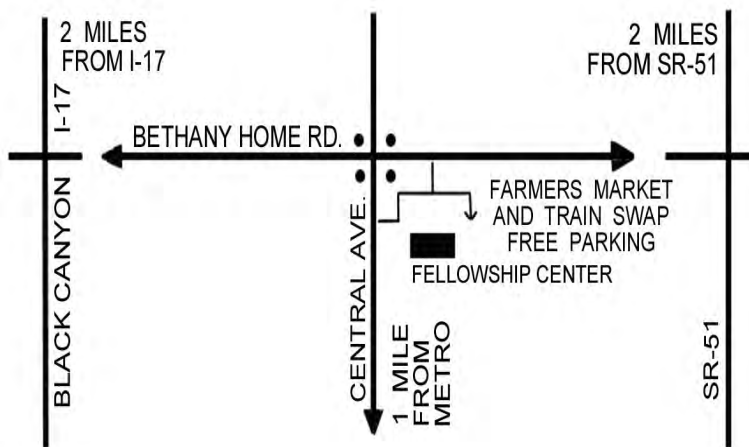 2 MILES
FROM I-17
2 MILES
FROM SR-51
I-17
BETHANY HOME RD.
BLACK CANYON
CENTRAL AVE.
FARMERS MARKET
AND TRAIN SWAP
FREE PARKING
FELLOWSHIP CENTER
1 MILE
FROM
METRO
SR-51